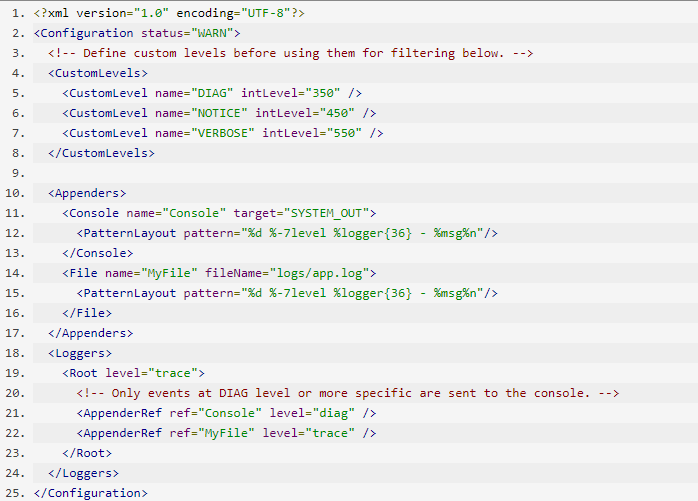 1. <?xml version="1.0" encoding="UTF-8"?>
2. <Configuration status="WARN">
3.   <!-- Define custom levels before using them for filtering below. -->
4.   <CustomLevels>
5.     <CustomLevel name="DIAG" intLevel="350" />
6.     <CustomLevel name="NOTICE" intLevel="450" />
7.     <CustomLevel name="VERBOSE" intLevel="550" />
8.   </CustomLevels>
9.
10.   <Appenders>
11.     <Console name="Console" target="SYSTEM_OUT">
12.       <PatternLayout pattern="%d %-7level %logger{36} - %msg%n"/>
13.     </Console>
14.     <File name="MyFile" fileName="logs/app.log">
15.       <PatternLayout pattern="%d %-7level %logger{36} - %msg%n"/>
16.     </File>
17.   </Appenders>
18.   <Loggers>
19.     <Root level="trace">
20.       <!-- Only events at DIAG level or more specific are sent to the console. -->
21.       <AppenderRef ref="Console" level="diag" />
22.       <AppenderRef ref="MyFile" level="trace" />
23.     </Root>
24.   </Loggers>
25. </Configuration>